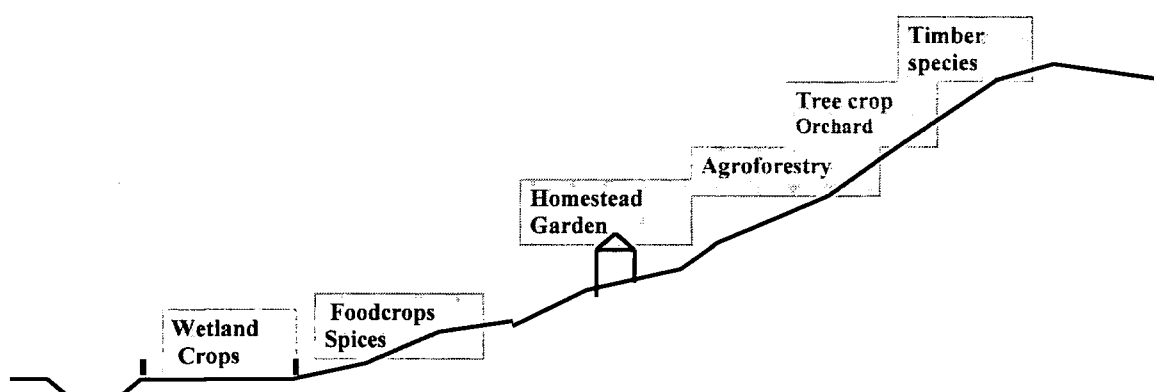 Timber
species
Tree crop
Orchard
Agroforestry
Homestead
Garden
Foodcrops
Spices
Wetland
Crops